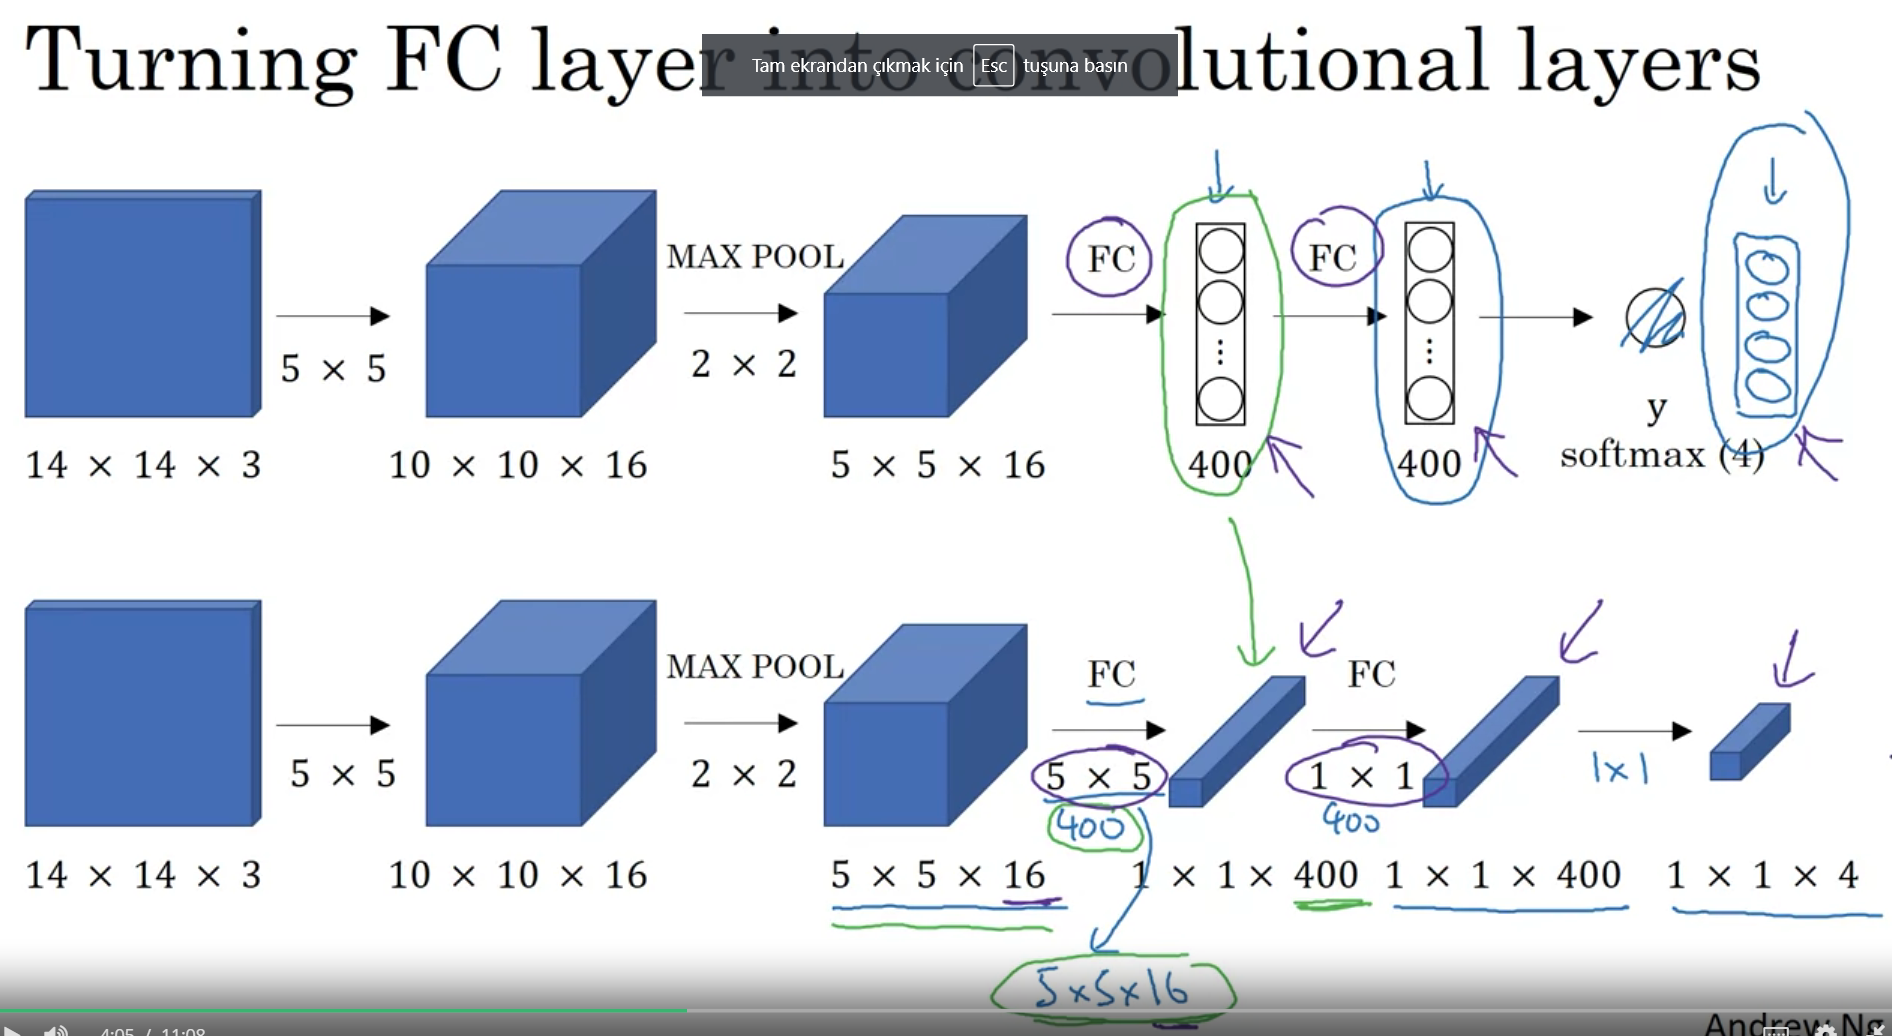 Turning FC layer into convolutional layers
Tam ekrandan çıkmak için Esc tuşuna basın
MAX POOL
FC
FC
5 × 5
2 × 2
y
14 × 14 × 3
10 × 10 × 16
5 × 5 × 16
400
400
softmax (4)
MAX POOL
FC
FC
5 × 5
2 × 2
5 × 5
1 × 1
1×1
400
400
14 × 14 × 3
10 × 10 × 16
5 × 5 × 16
1 × 1 × 400
1 × 1 × 400
1 × 1 × 4
5×5×16
Andrew Ng
4:05 / 11:08